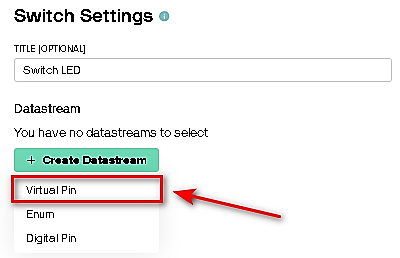 Switch Settings
TITLE (OPTIONAL)
Switch LED
Datastream
You have no datastreams to select
+ Create Datastream
Virtual Pin
Enum
Digital Pin